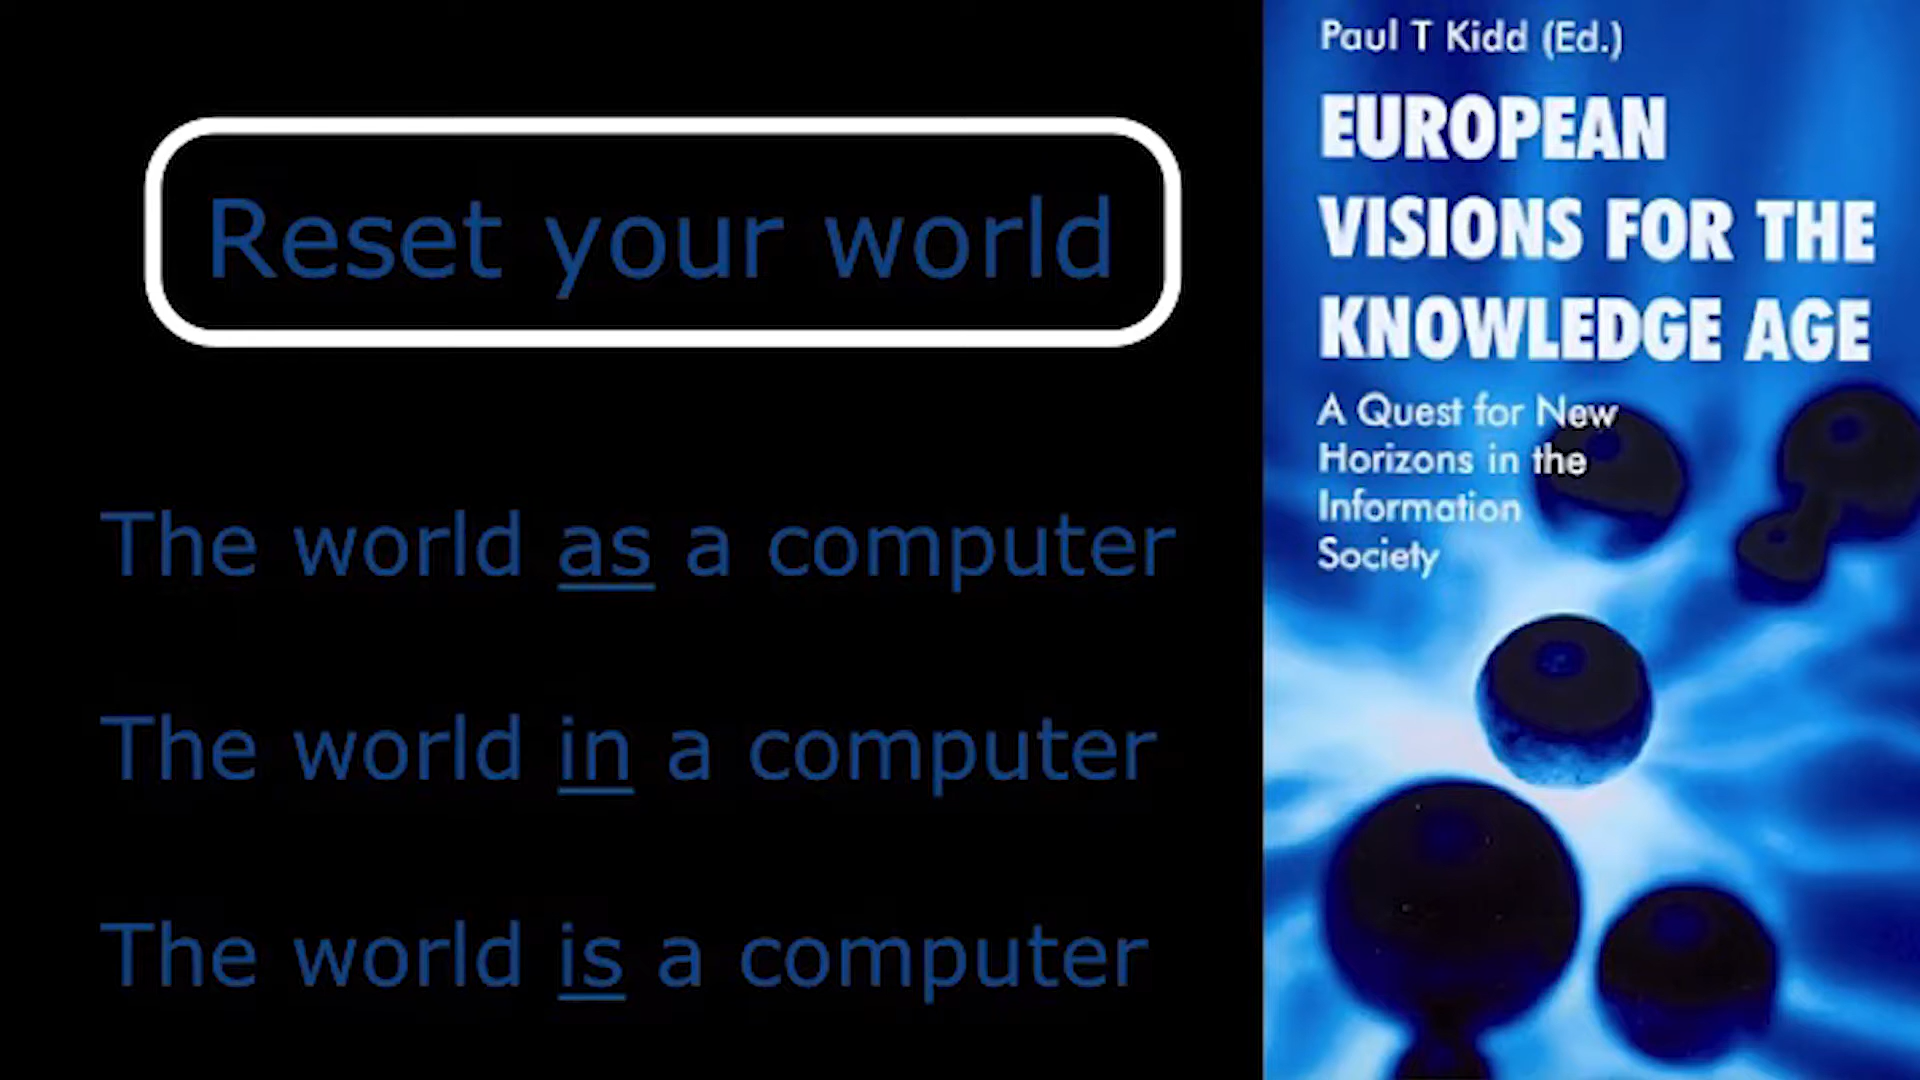 Reset your world
The world as a computer
The world in a computer
The world is a computer
Paul T Kidd (Ed.)
EUROPEAN
VISIONS FOR THE
KNOWLEDGE AGE
A Quest for New
Horizons in the
Information
Society